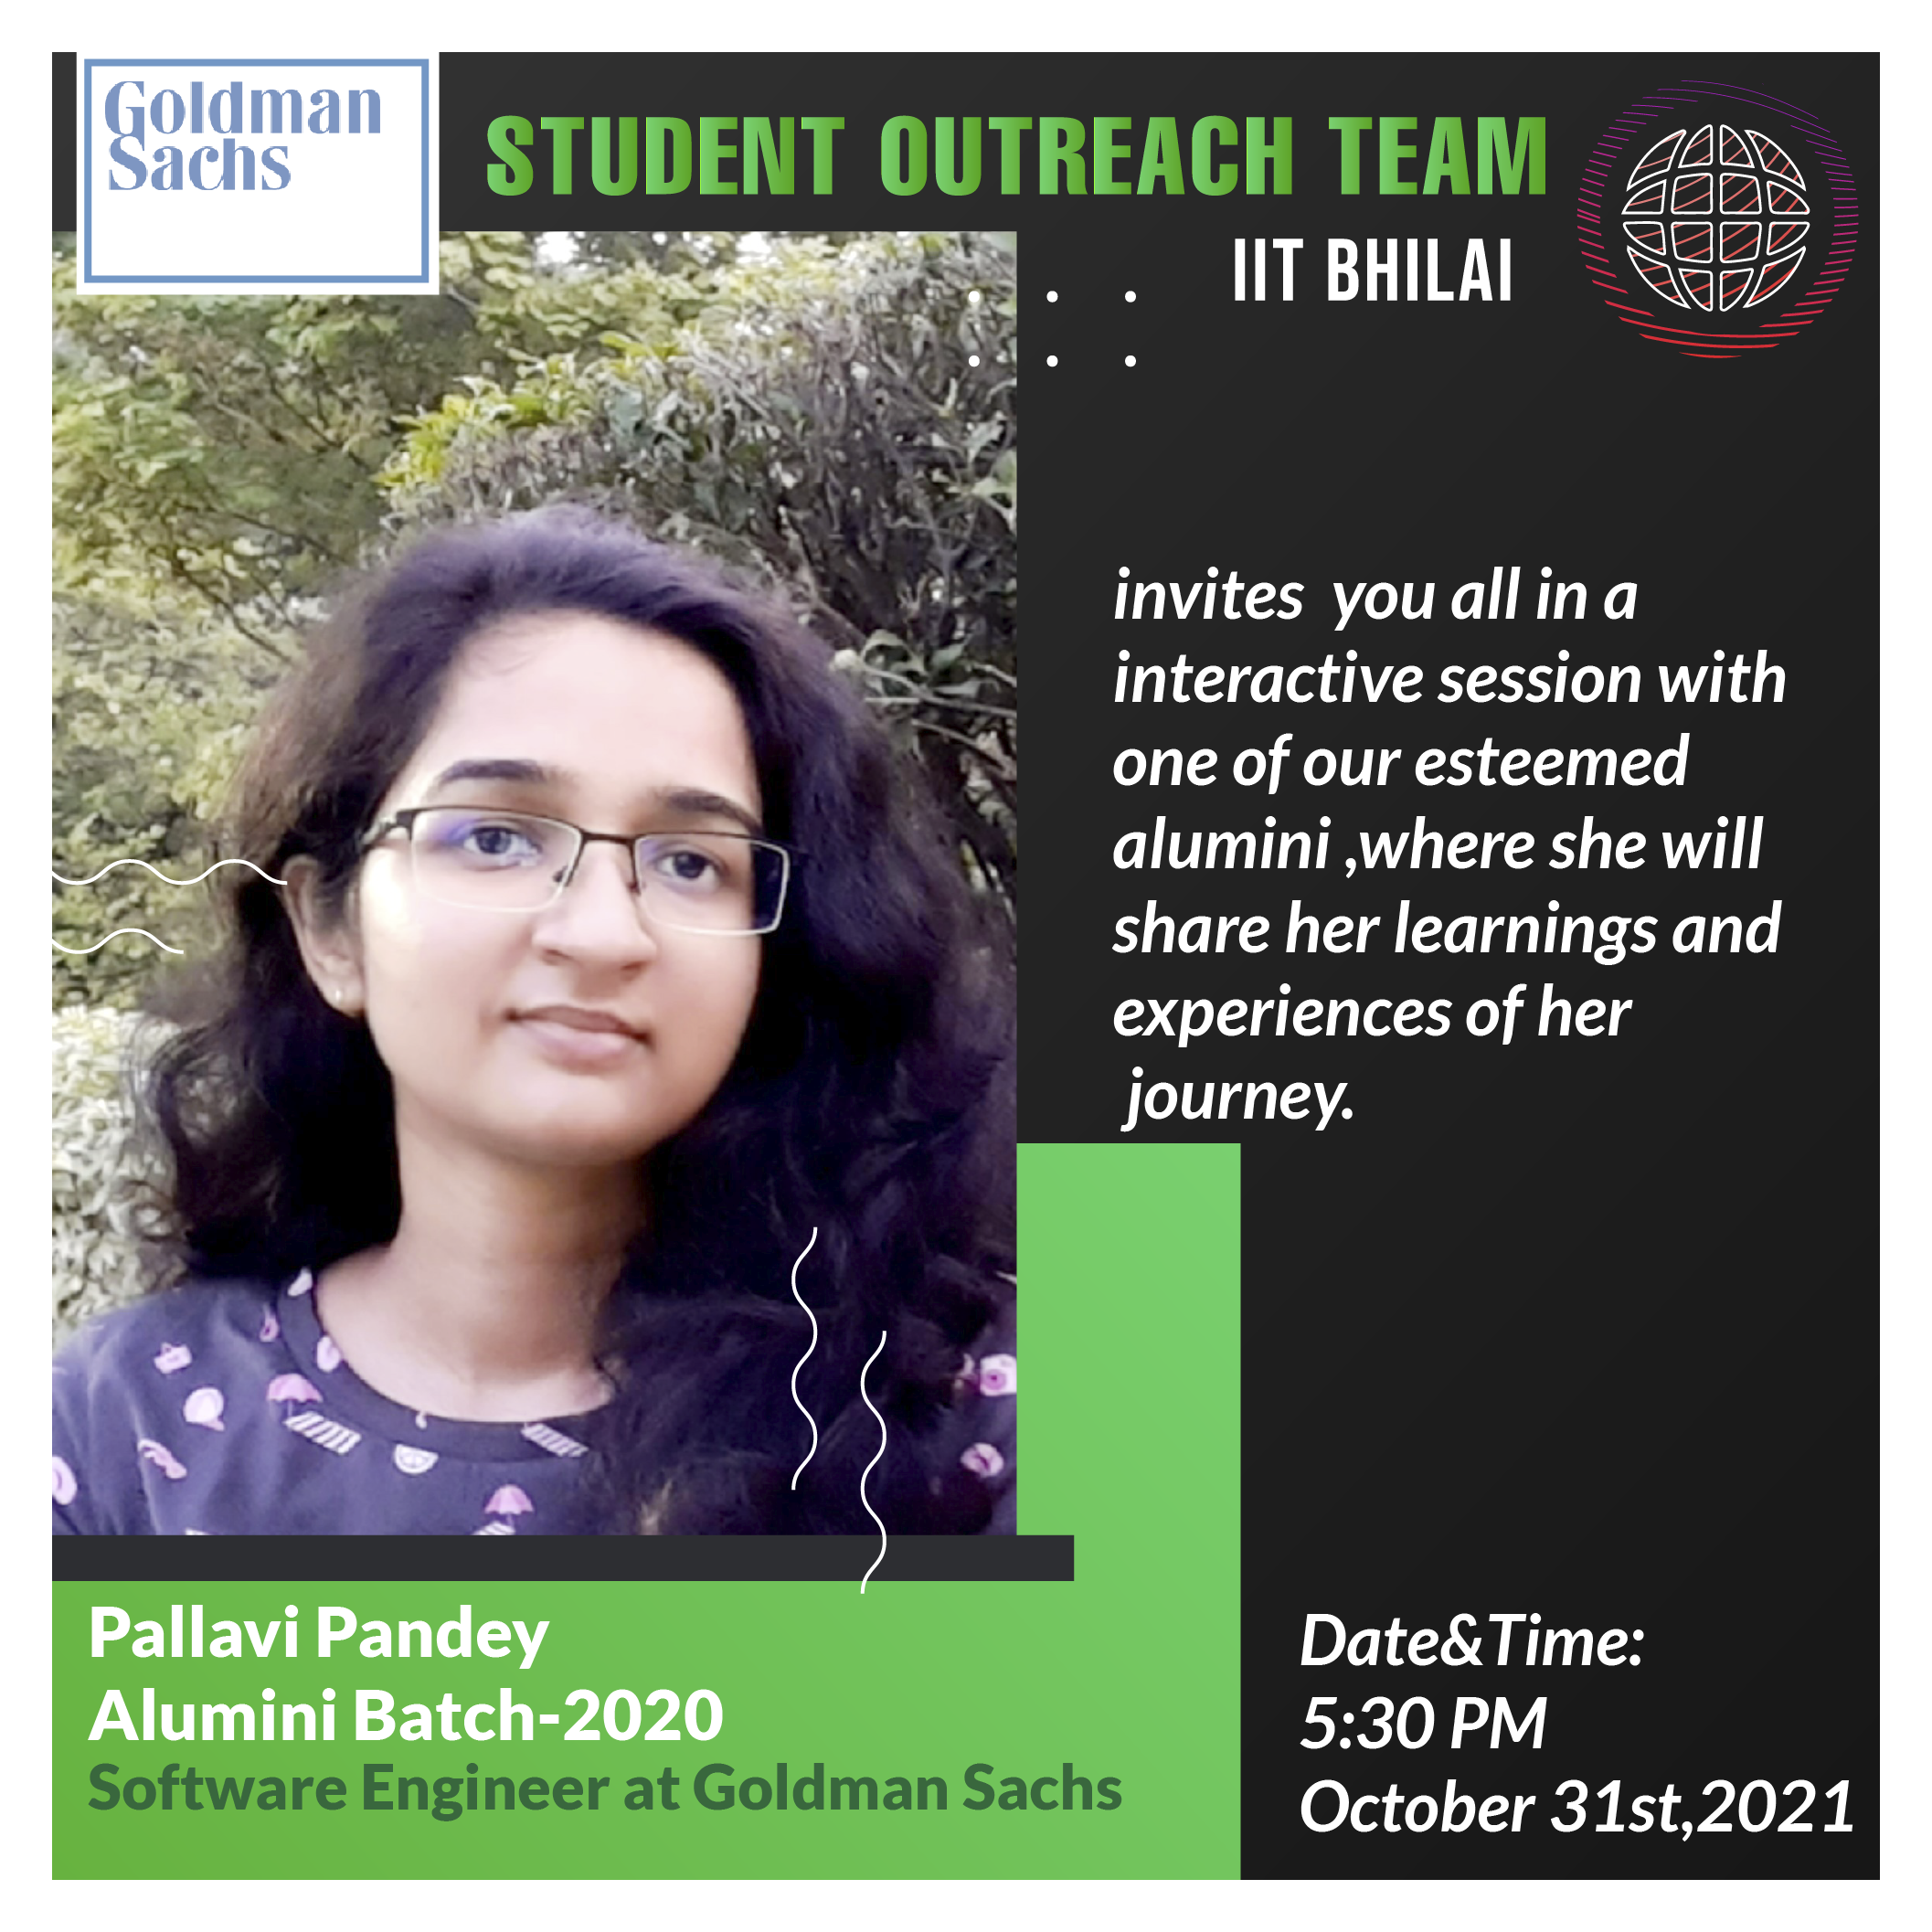 Goldman
Sachs
STUDENT OUTREACH TEAM
IIT BHILAI
invites you all in a
interactive session with
one of our esteemed
alumini ,where she will
share her learnings and
experiences of her
journey.
Pallavi Pandey
Alumini Batch-2020
Software Engineer at Goldman Sachs
Date&Time:
5:30 PM
October 31st,2021